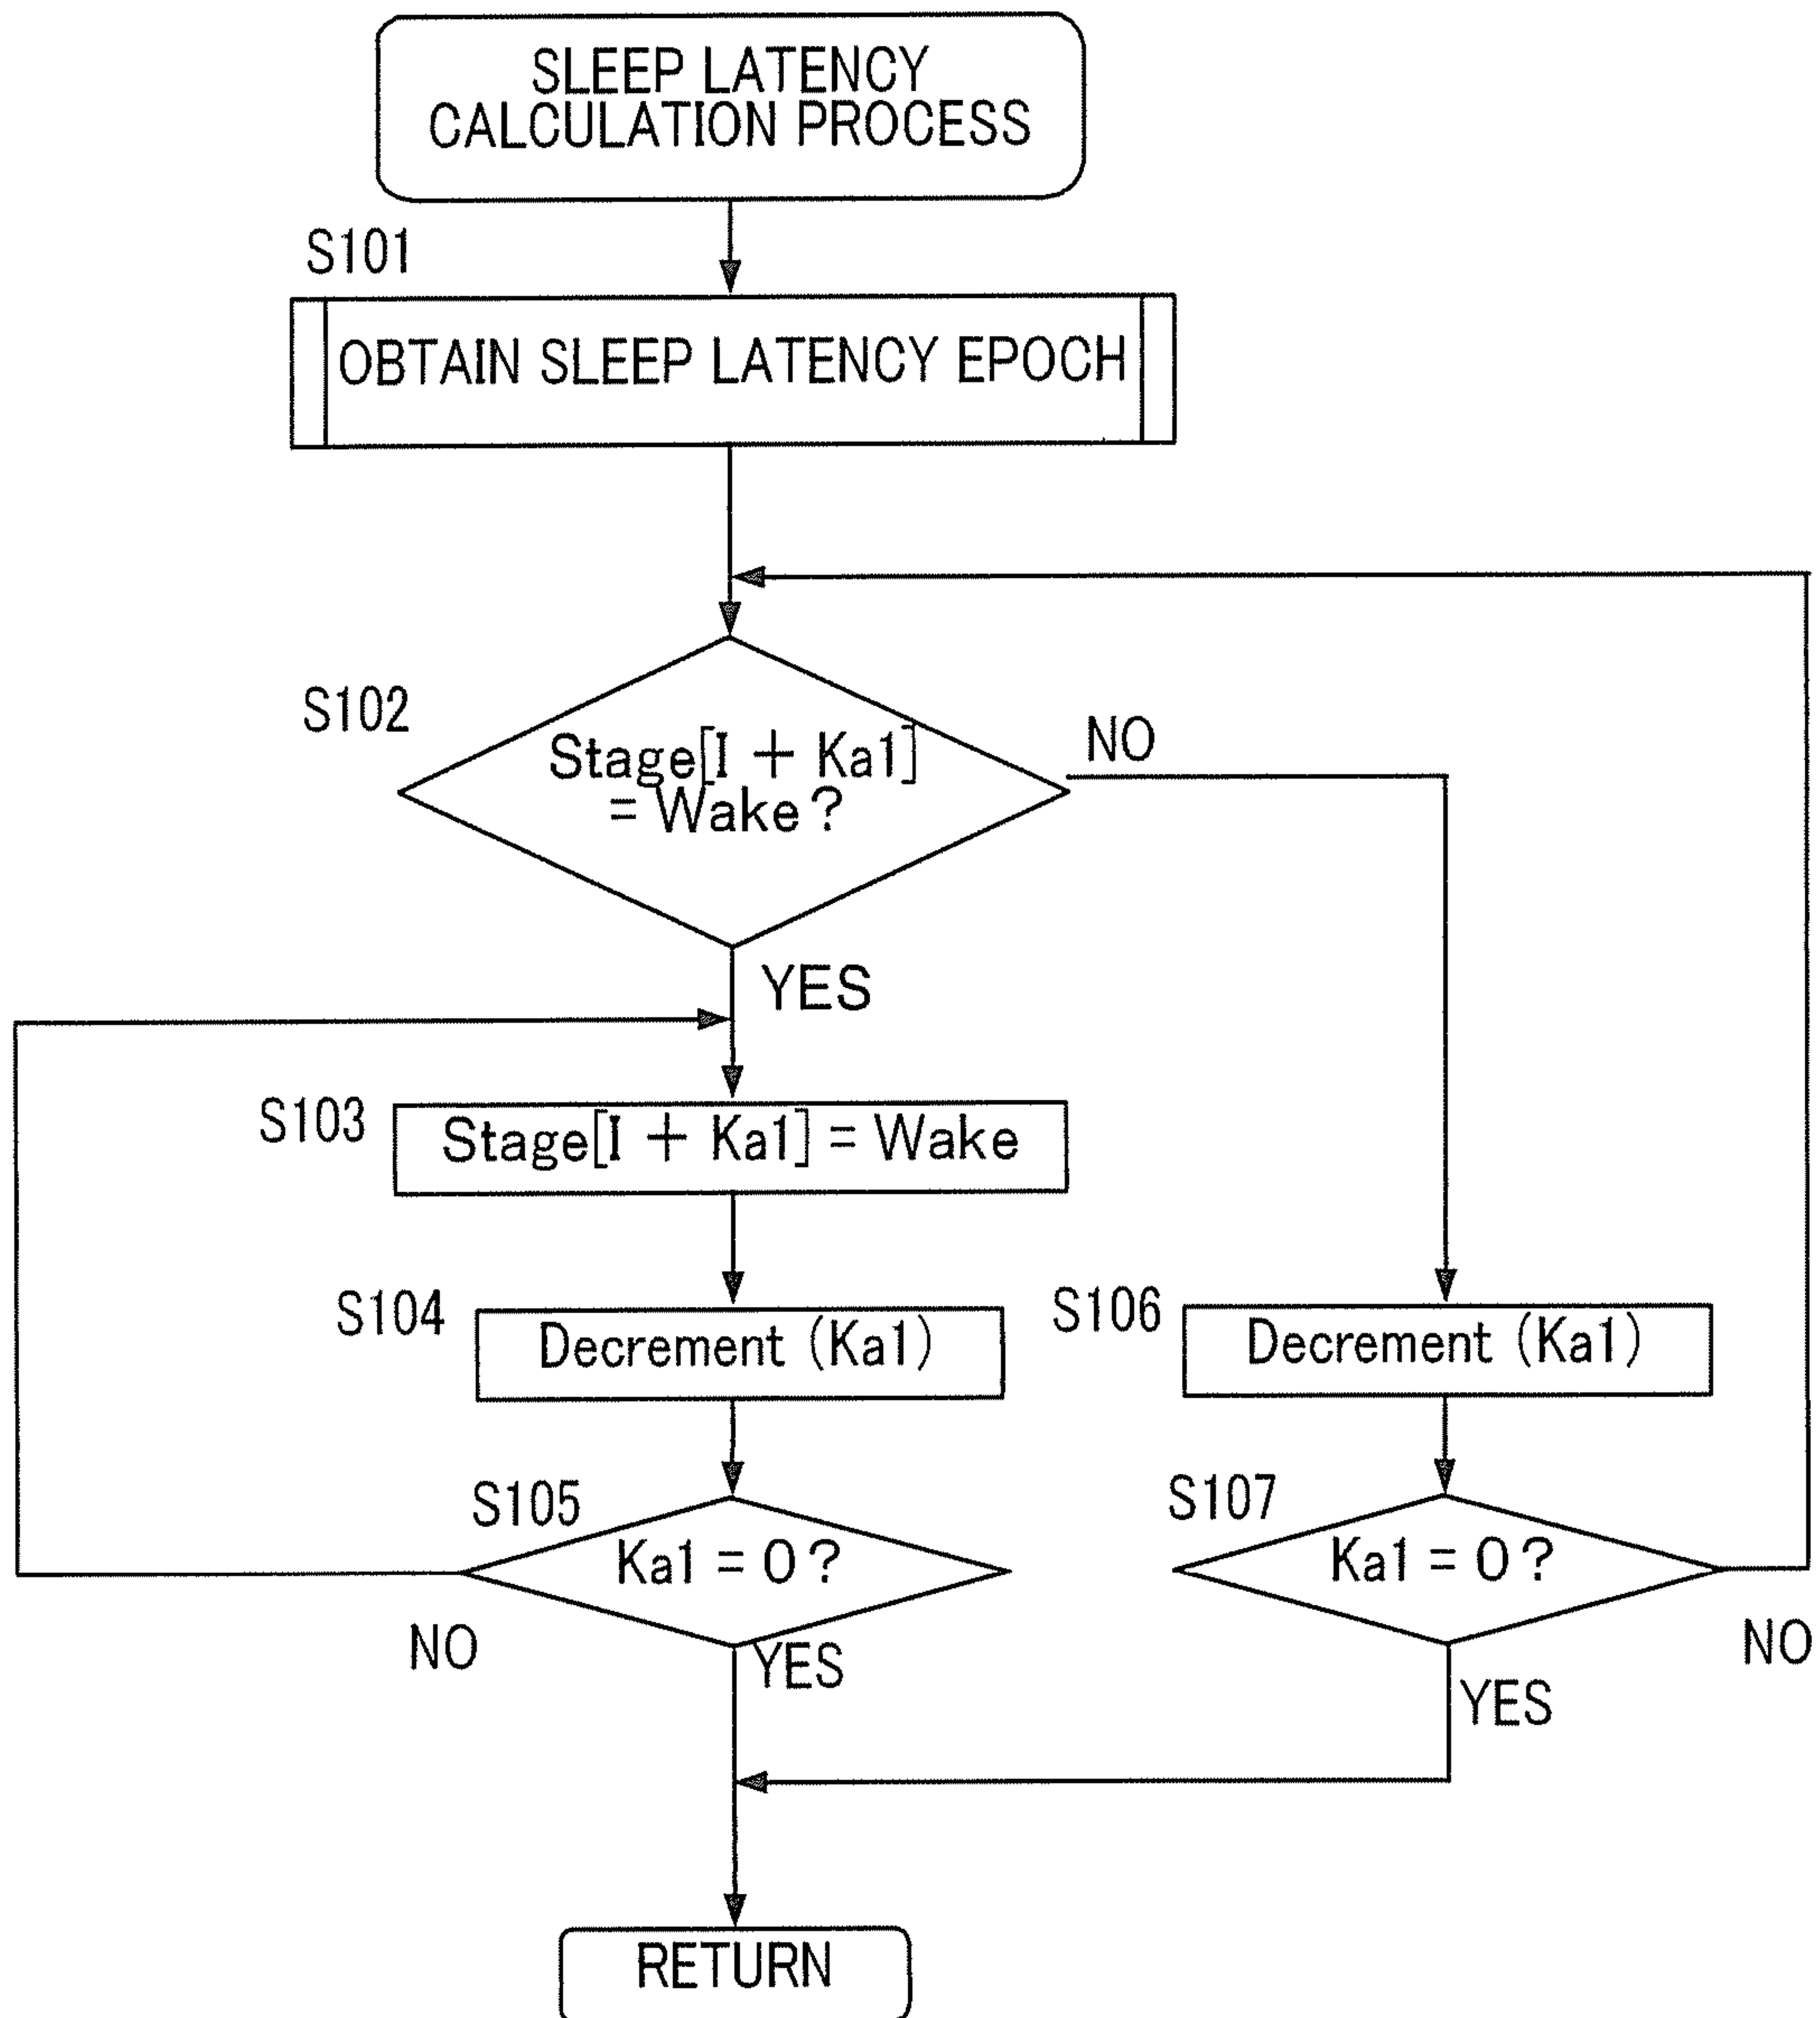 SLEEP LATENCY
CALCULATION PROCESS
S101
OBTAIN SLEEP LATENCY EPOCH
S102
Stage[I + Ka1]
= Wake?
NO
YES
S103
Stage[I + Ka1] = Wake
S104
Decrement (Ka1)
S106
Decrement (Ka1)
S105
Ka1 = 0?
S107
Ka1 = 0?
NO
YES
NO
YES
RETURN